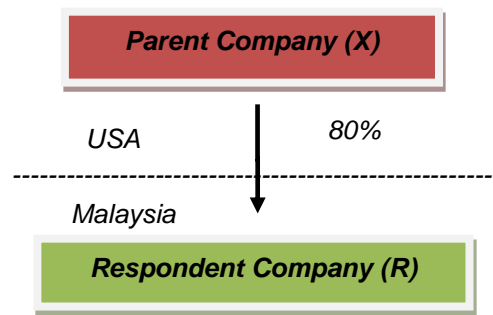 Parent Company (X)
USA 80%
Malaysia
Respondent Company (R)